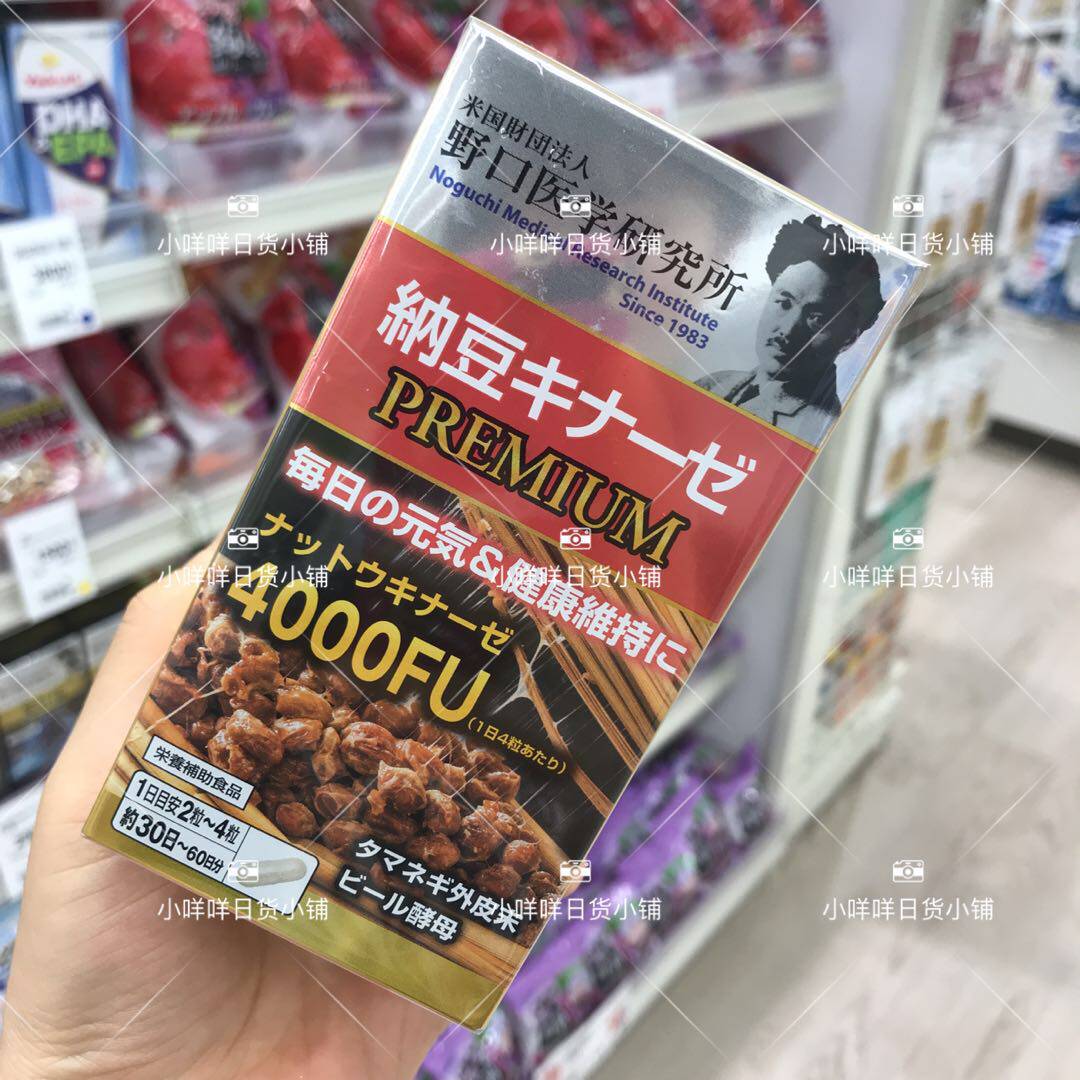 米国財団法人
野口医学研究所
Noguchi Medical Research Institute
Since 1983
納豆キナーゼ
PREMIUM
毎日の元気&健康維持に
ナットウキナーゼ
4000FU
(1日4粒あたり)
栄養補助食品
1日目安2粒〜4粒
約30日〜60日分
タマネギ外皮末
ビール酵母
DHA
EPA
小咩咩日货小铺
小咩咩日货小铺
小咩咩日货小铺
小咩咩日货小铺
小咩咩日货小铺
小咩咩日货小铺
小咩咩日货小铺
小咩咩日货小铺
小咩咩日货小铺